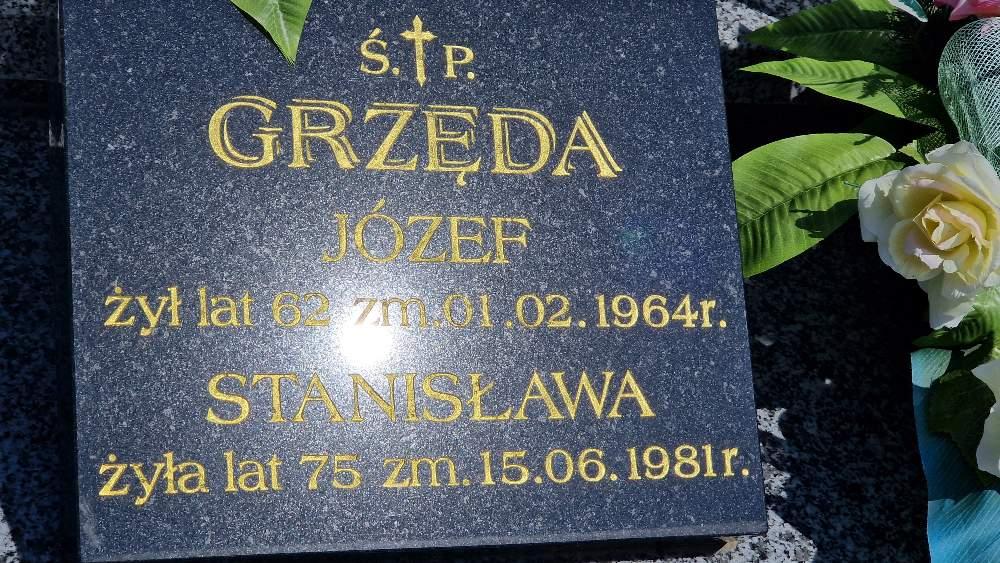 Ś. P.
GRZĘDA
JÓZEF
żył lat 62 zm. 01.02.1964r.
STANISŁAWA
żyła lat 75 zm. 15.06.1981r.